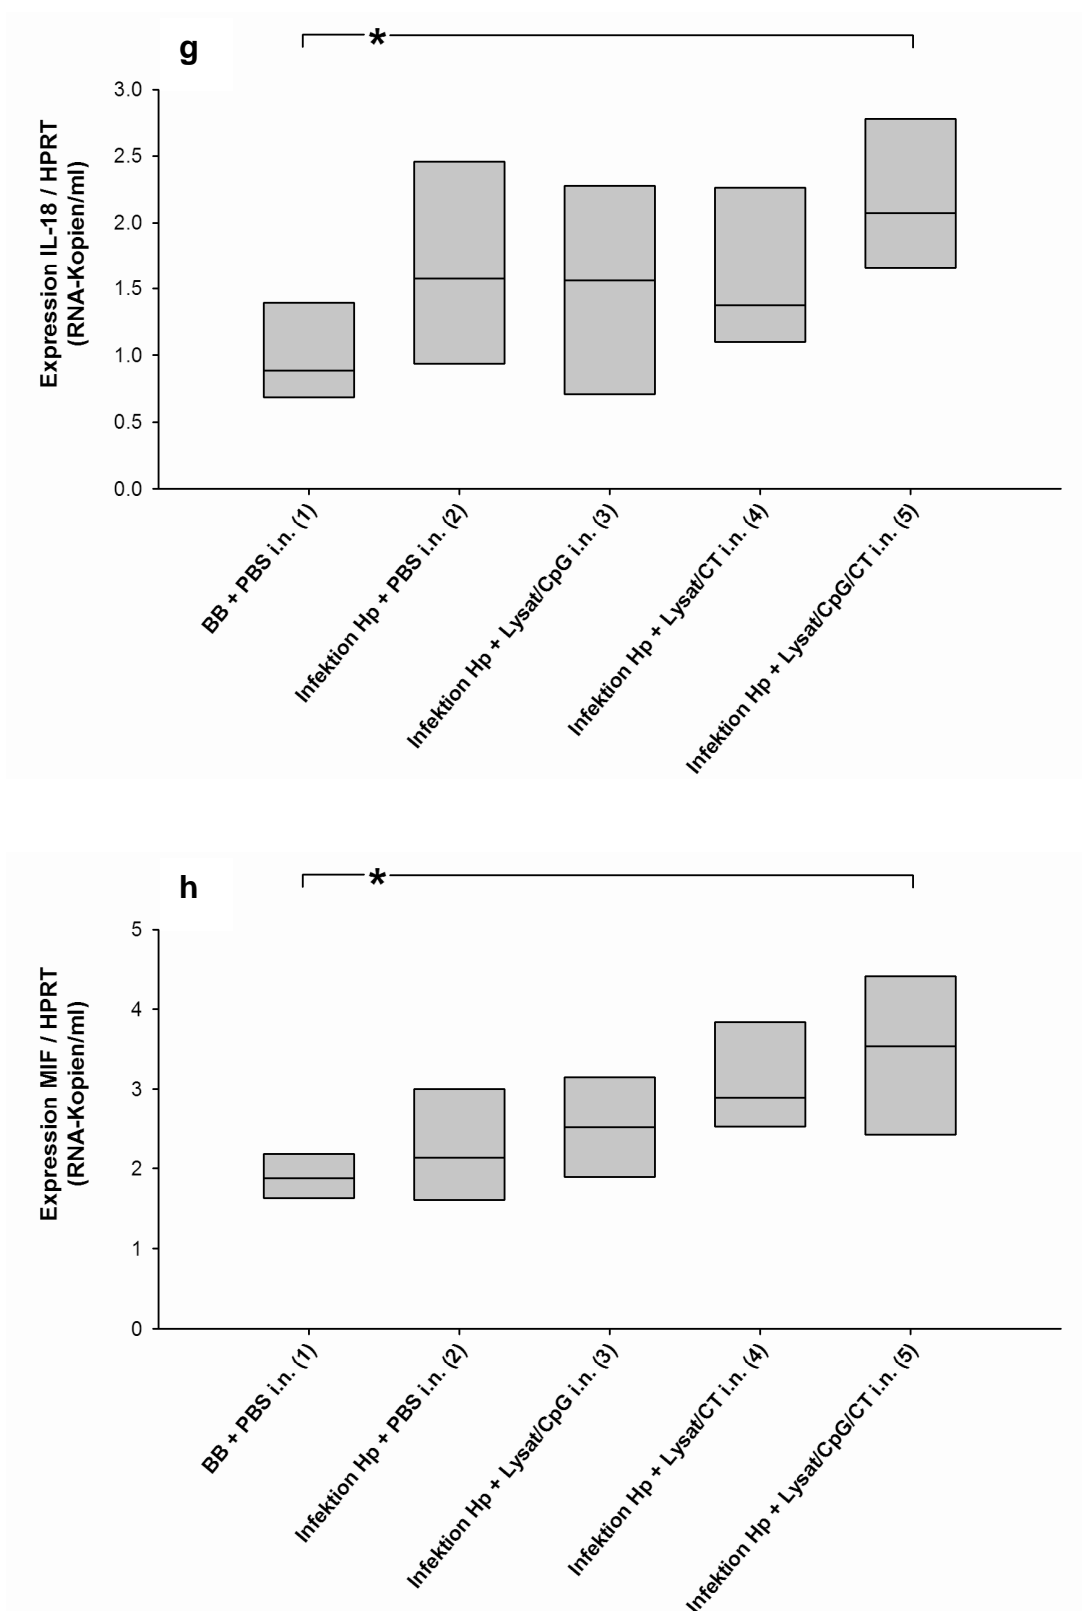 g
*
Expression IL-18 / HPRT
(RNA-Kopien/ml)
3.0
2.5
2.0
1.5
1.0
0.5
0.0
BB + PBS i.n. (1)
Infektion Hp + PBS i.n. (2)
Infektion Hp + Lysat/CpG i.n. (3)
Infektion Hp + Lysat/CT i.n. (4)
Infektion Hp + Lysat/CpG/CT i.n. (5)
h
*
Expression MIF / HPRT
(RNA-Kopien/ml)
5
4
3
2
1
0
BB + PBS i.n. (1)
Infektion Hp + PBS i.n. (2)
Infektion Hp + Lysat/CpG i.n. (3)
Infektion Hp + Lysat/CT i.n. (4)
Infektion Hp + Lysat/CpG/CT i.n. (5)